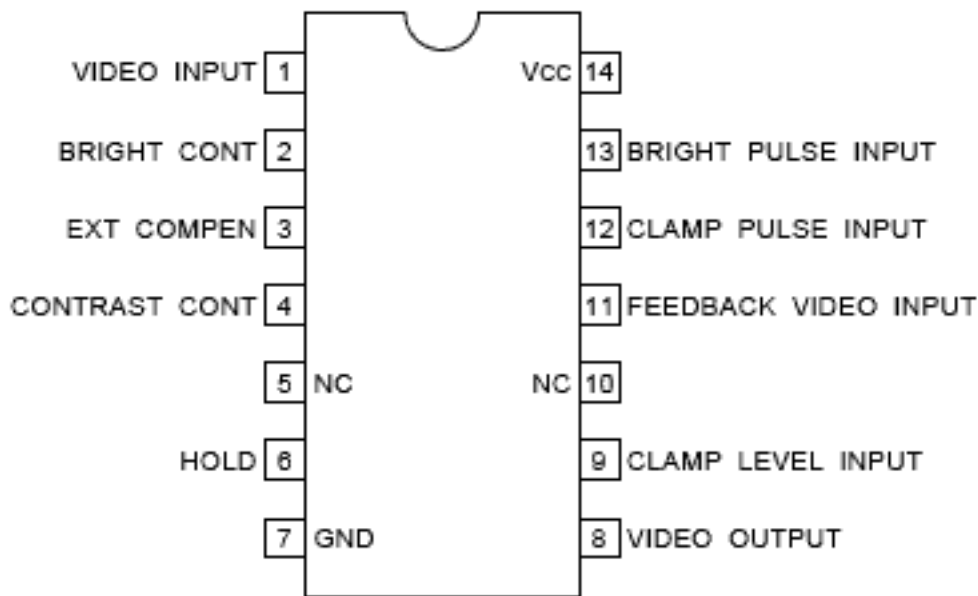 VIDEO INPUT 1
BRIGHT CONT 2
EXT COMPEN 3
CONTRAST CONT 4
5 NC
HOLD 6
7 GND
Vcc 14
13 BRIGHT PULSE INPUT
12 CLAMP PULSE INPUT
11 FEEDBACK VIDEO INPUT
NC 10
9 CLAMP LEVEL INPUT
8 VIDEO OUTPUT